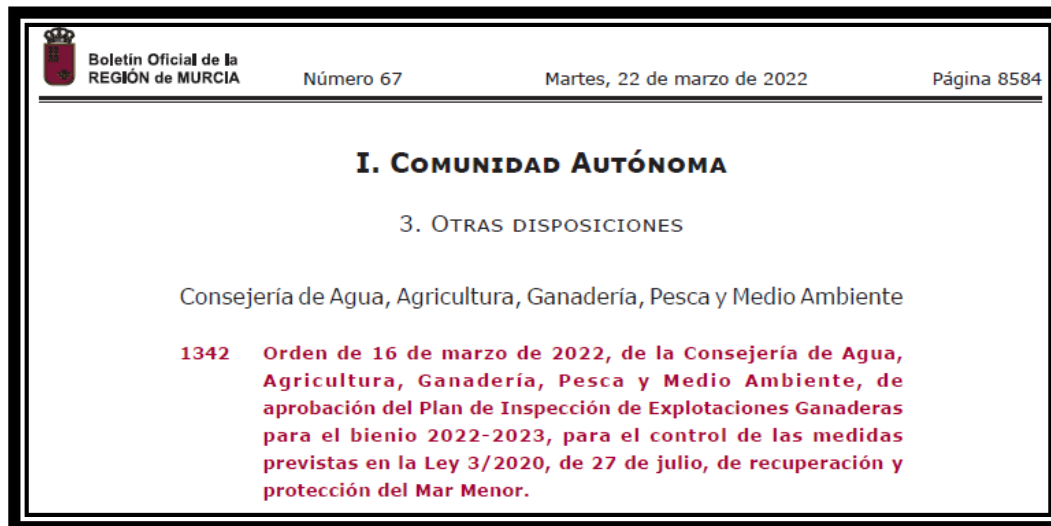 Boletín Oficial de la
REGIÓN de MURCIA
Número 67
Martes, 22 de marzo de 2022
Página 8584
I. Comunidad Autónoma
3. Otras disposiciones
Consejería de Agua, Agricultura, Ganadería, Pesca y Medio Ambiente
1342 Orden de 16 de marzo de 2022, de la Consejería de Agua,
Agricultura, Ganadería, Pesca y Medio Ambiente, de
aprobación del Plan de Inspección de Explotaciones Ganaderas
para el bienio 2022-2023, para el control de las medidas
previstas en la Ley 3/2020, de 27 de julio, de recuperación y
protección del Mar Menor.